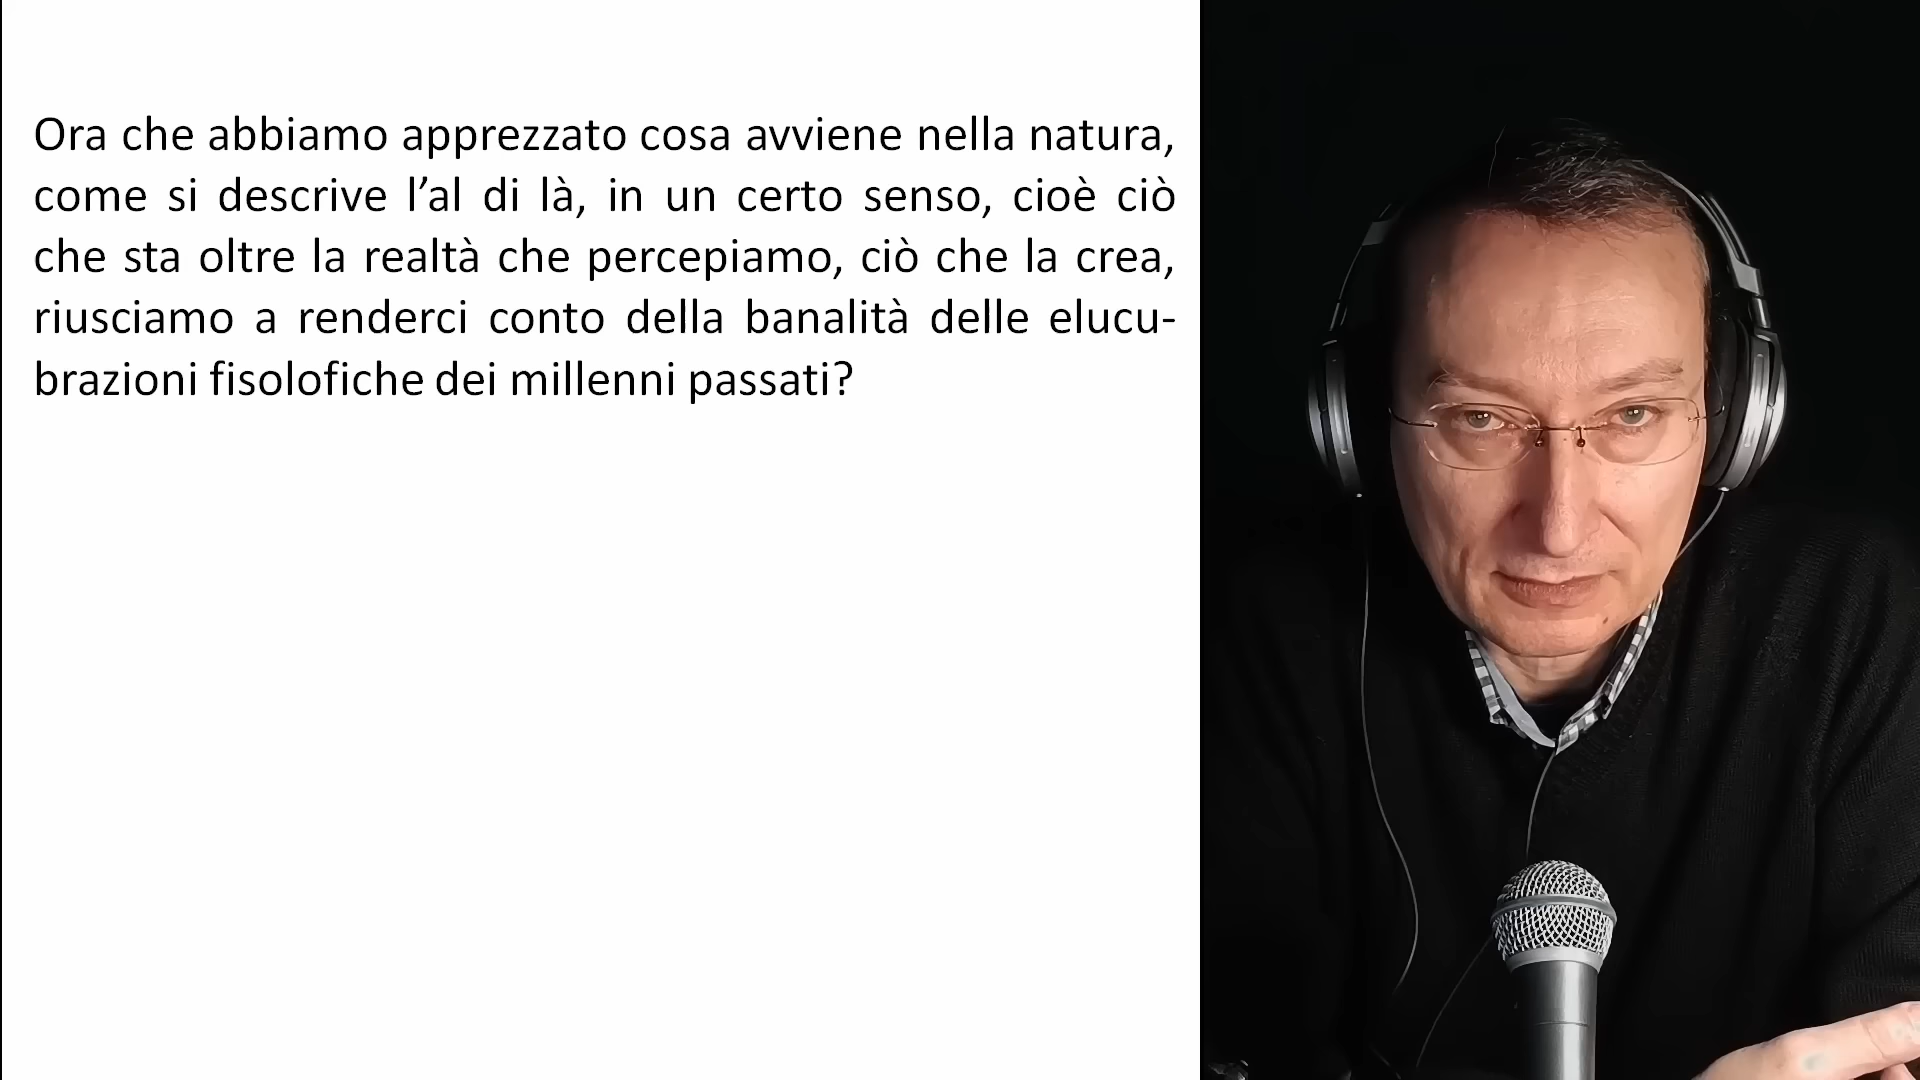 Ora che abbiamo apprezzato cosa avviene nella natura,
come si descrive l’al di là, in un certo senso, cioè ciò
che sta oltre la realtà che percepiamo, ciò che la crea,
riusciamo a renderci conto della banalità delle elucu-
brazioni fisolofiche dei millenni passati?